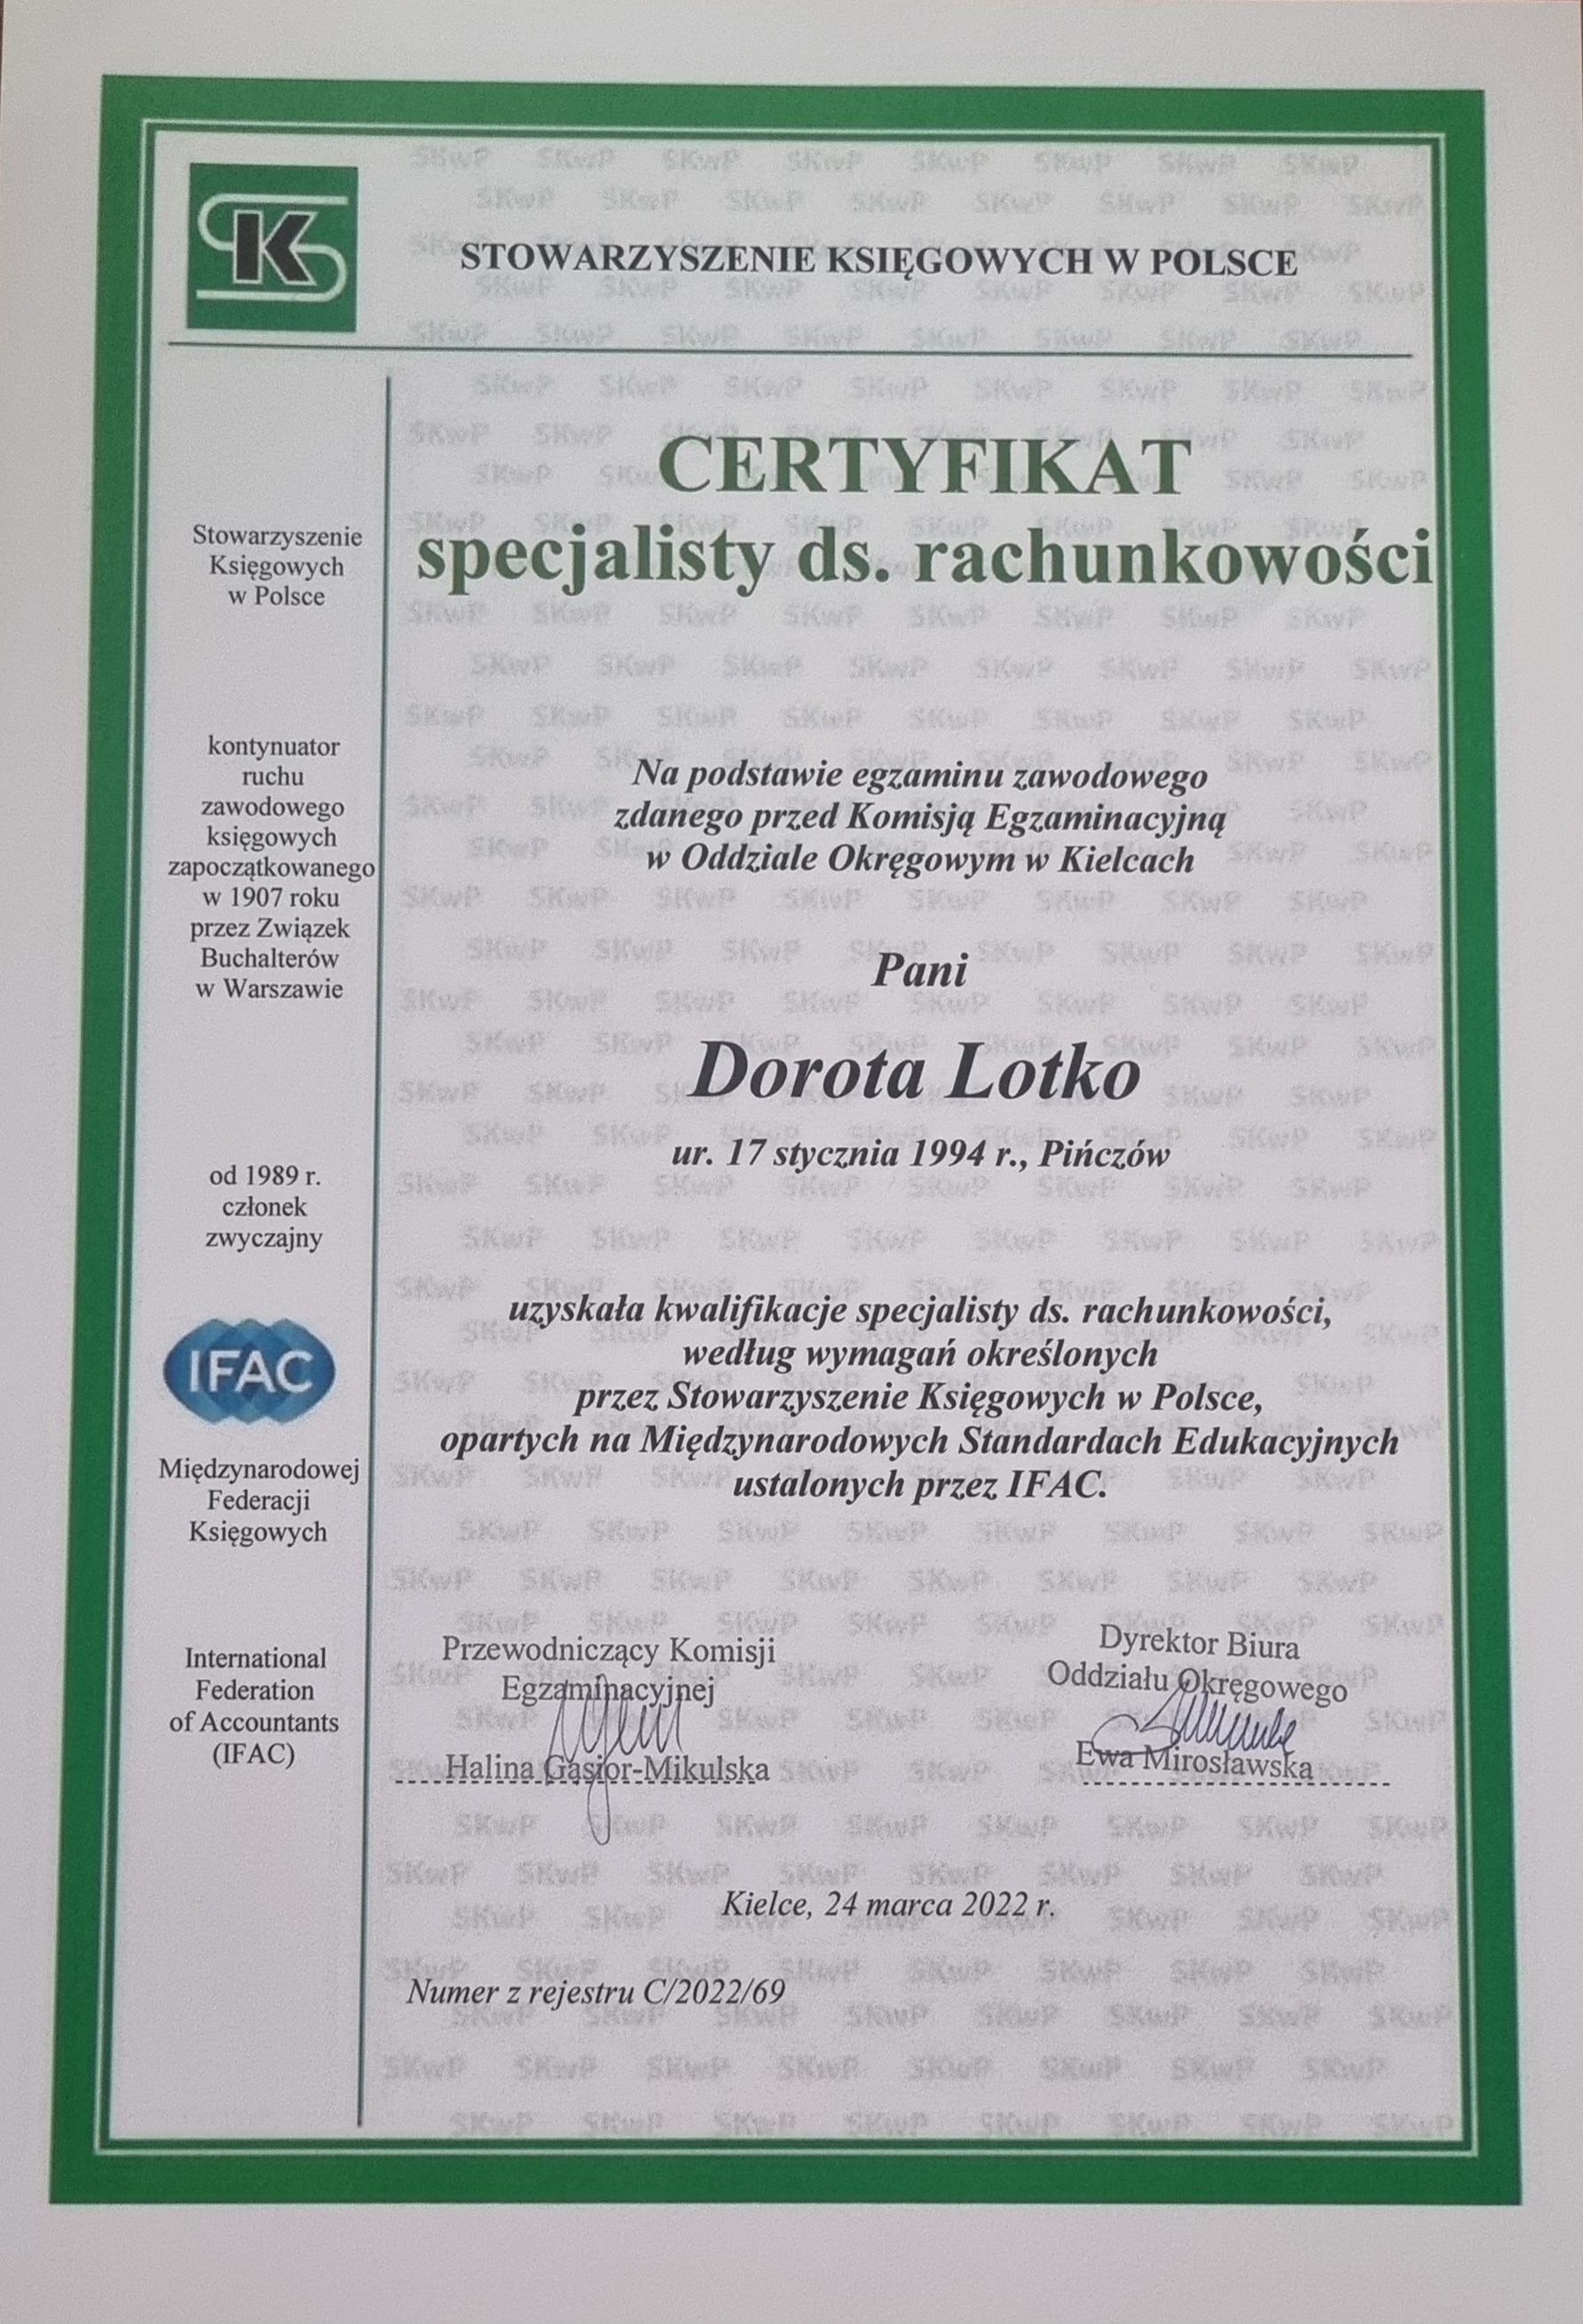 STOWARZYSZENIE KSIĘGOWYCH W POLSCE
CERTYFIKAT
specjalisty ds. rachunkowości
Stowarzyszenie
Księgowych
w Polsce
kontynuator
ruchu
zawodowego
księgowych
zapoczątkowanego
w 1907 roku
przez Związek
Buchalterów
w Warszawie
od 1989 r.
członek
zwyczajny
IFAC
Międzynarodowej
Federacji
Księgowych
International
Federation
of Accountants
(IFAC)
Na podstawie egzaminu zawodowego
zdanego przed Komisją Egzaminacyjną
w Oddziale Okręgowym w Kielcach
Pani
Dorota Lotko
ur. 17 stycznia 1994 r., Pińczów
uzyskała kwalifikacje specjalisty ds. rachunkowości,
według wymagań określonych
przez Stowarzyszenie Księgowych w Polsce,
opartych na Międzynarodowych Standardach Edukacyjnych
ustalonych przez IFAC.
Przewodniczący Komisji
Egzaminacyjnej
Halina Gąsior-Mikulska
Dyrektor Biura
Oddziału Okręgowego
Ewa Mirosławska
Kielce, 24 marca 2022 r.
Numer z rejestru C/2022/69